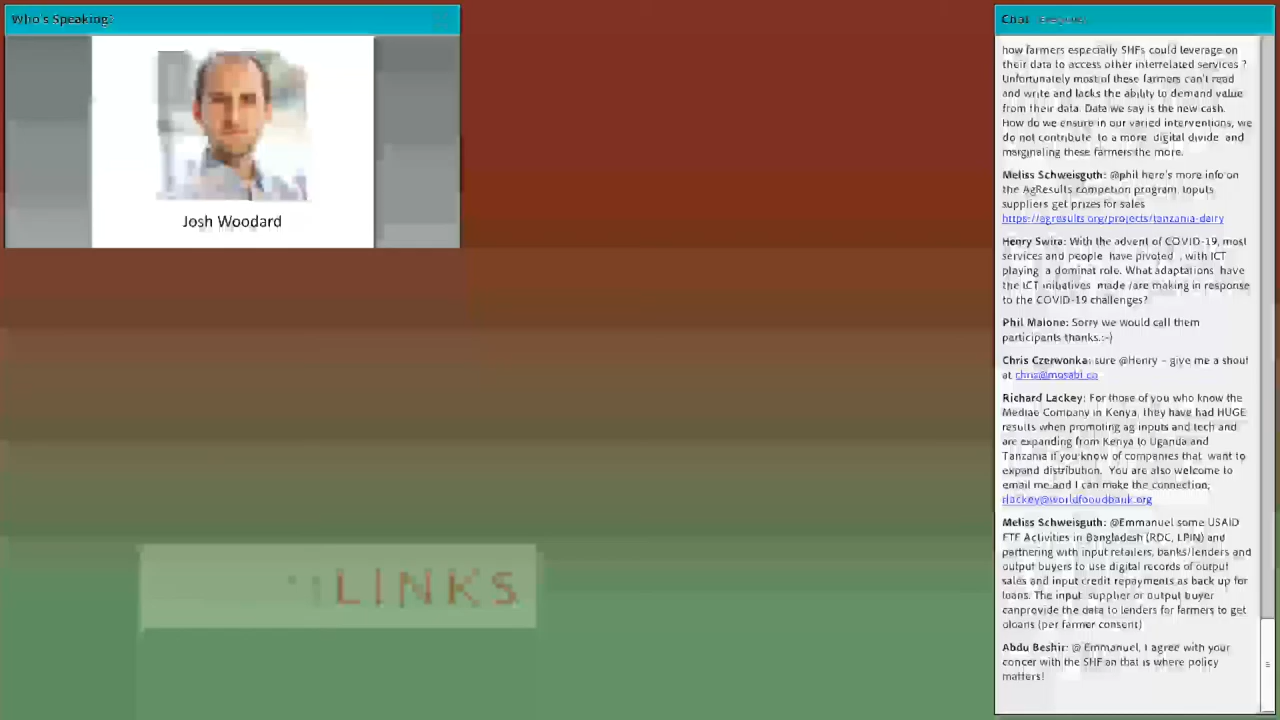 Who's Speaking?
Josh Woodard
LINKS
Chat
how farmers especially SHFs could leverage on
their data to access other interrelated services ?
Unfortunately most of these farmers can't read
and write and lacks the ability to demand value
from their data. Data we say is the new cash.
How do we ensure in our varied interventions, we
do not contribute to a more digital divide and
marginaling these farmers the more.
Meliss Schweisguth: @phil here's more info on
the AgResults competion program. Inputs
suppliers get prizes for sales
https://agresults.org/projects/tanzania-dairy
Henry Swira: With the advent of COVID-19, most
services and people have pivoted , with ICT
playing a dominat role. What adaptations have
the ICT initiatives made /are making in response
to the COVID-19 challenges?
Phil Malone: Sorry we would call them
participants thanks.:-)
Chris Czerwonka: sure @Henry - give me a shout
at chris@mosabi.co
Richard Lackey: For those of you who know the
Mediae Company in Kenya, they have had HUGE
results when promoting ag inputs and tech and
are expanding from Kenya to Uganda and
Tanzania if you know of companies that want to
expand distribution. You are also welcome to
email me and I can make the connection;
rlackey@worldfooodbank.org
Meliss Schweisguth: @Emmanuel some USAID
FTF Activities in Bangladesh (RDC, LPIN) and
partnering with input retailers, banks/lenders and
output buyers to use digital records of output
sales and input credit repayments as back up for
loans. The input supplier or output buyer
canprovide the data to lenders for farmers to get
oloans (per farmer consent)
Abdu Beshir: @ Emmanuel, I agree with your
concer with the SHF an that is where policy
matters!